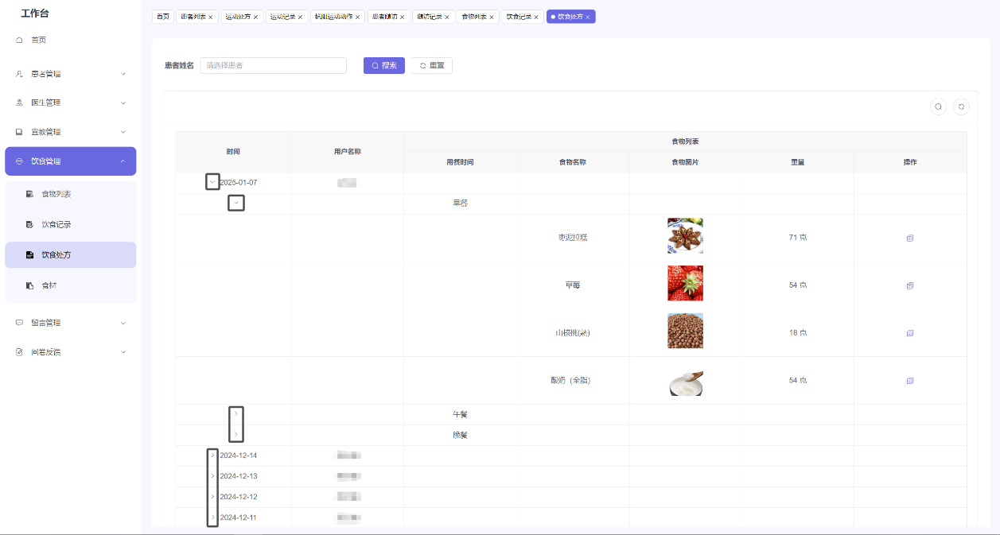 工作台
首页
患者管理
医生管理
宣教管理
饮食管理
食物列表
饮食记录
饮食处方
食材
留言管理
问卷反馈
首页 患者列表 运动处方 运动记录 抗阻运动动作 患者随访 随访记录 食物列表 饮食记录 饮食处方
患者姓名 请选择患者 搜索 重置
时间 用户名称 食物列表
用餐时间 食物名称 食物图片 重量 操作
2025-01-07
早餐
枣泥拉糕 71 克
草莓 54 克
山核桃(熟) 18 克
酸奶（全脂） 54 克
午餐
晚餐
2024-12-14
2024-12-13
2024-12-12
2024-12-11